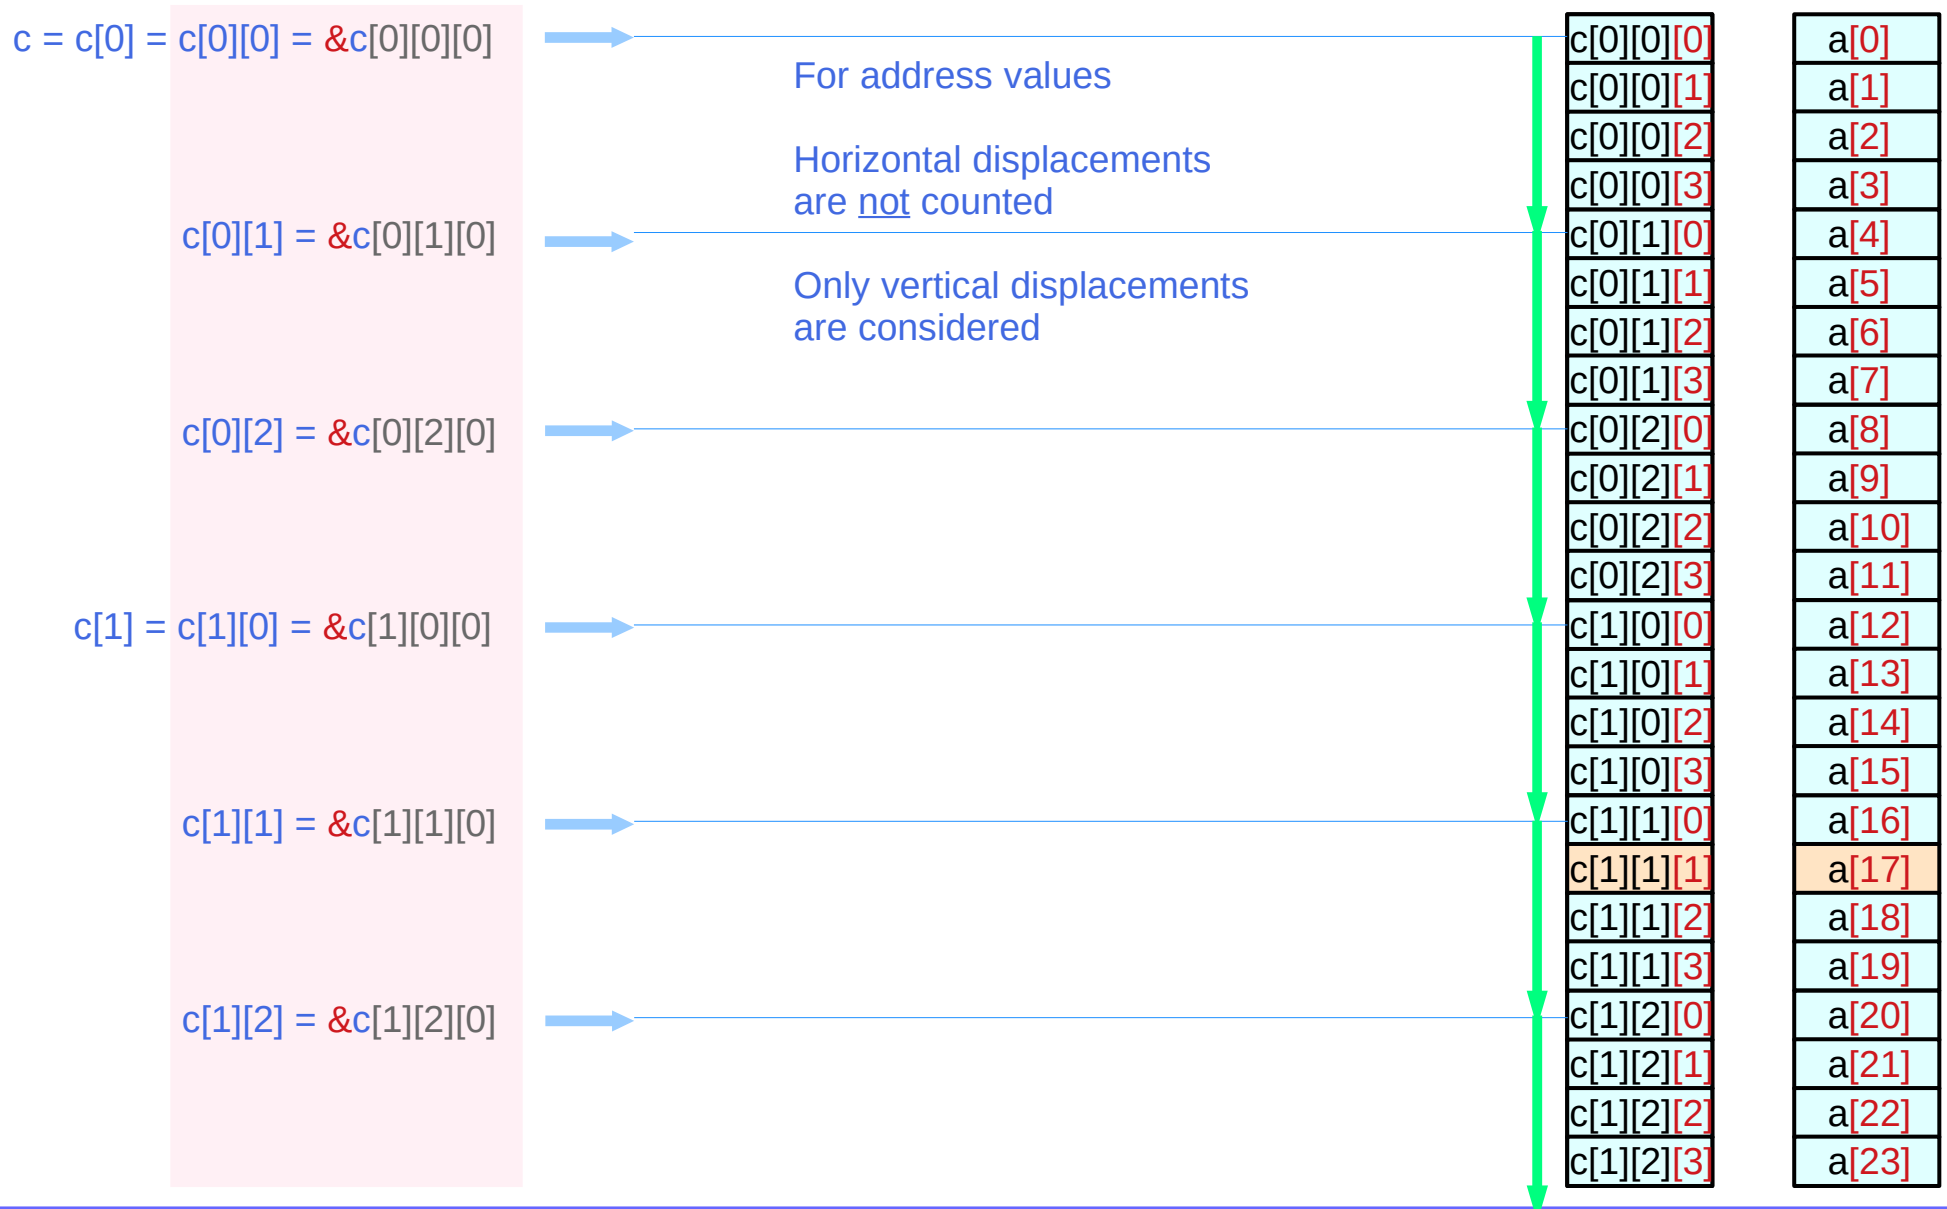 c = c[0] = c[0][0] = &c[0][0][0]
For address values
Horizontal displacements
are not counted
c[0][1] = &c[0][1][0]
Only vertical displacements
are considered
c[0][2] = &c[0][2][0]
c[1] = c[1][0] = &c[1][0][0]
c[1][1] = &c[1][1][0]
c[1][2] = &c[1][2][0]
c[0][0][0] a[0]
c[0][0][1] a[1]
c[0][0][2] a[2]
c[0][0][3] a[3]
c[0][1][0] a[4]
c[0][1][1] a[5]
c[0][1][2] a[6]
c[0][1][3] a[7]
c[0][2][0] a[8]
c[0][2][1] a[9]
c[0][2][2] a[10]
c[0][2][3] a[11]
c[1][0][0] a[12]
c[1][0][1] a[13]
c[1][0][2] a[14]
c[1][0][3] a[15]
c[1][1][0] a[16]
c[1][1][1] a[17]
c[1][1][2] a[18]
c[1][1][3] a[19]
c[1][2][0] a[20]
c[1][2][1] a[21]
c[1][2][2] a[22]
c[1][2][3] a[23]